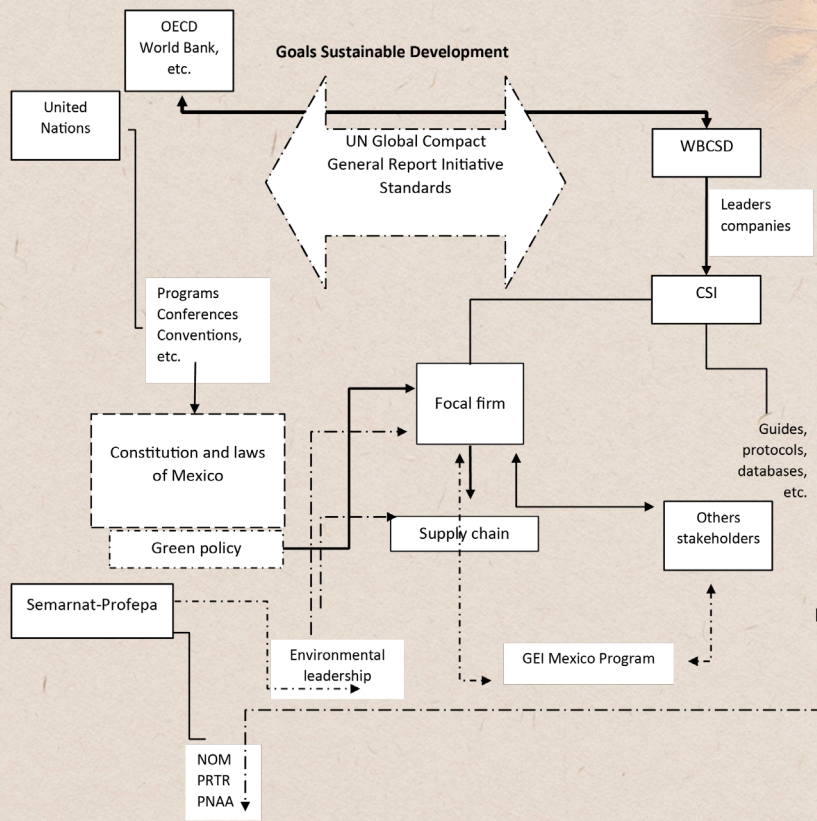 OECD
World Bank,
etc.
Goals Sustainable Development
United
Nations
UN Global Compact
General Report Initiative
Standards
WBCSD
Leaders
companies
CSI
Programs
Conferences
Conventions,
etc.
Focal firm
Guides,
protocols,
databases,
etc.
Constitution and laws
of Mexico
Green policy
Supply chain
Others
stakeholders
Semarnat-Profepa
Environmental
leadership
GEI Mexico Program
NOM
PRTR
PNAA